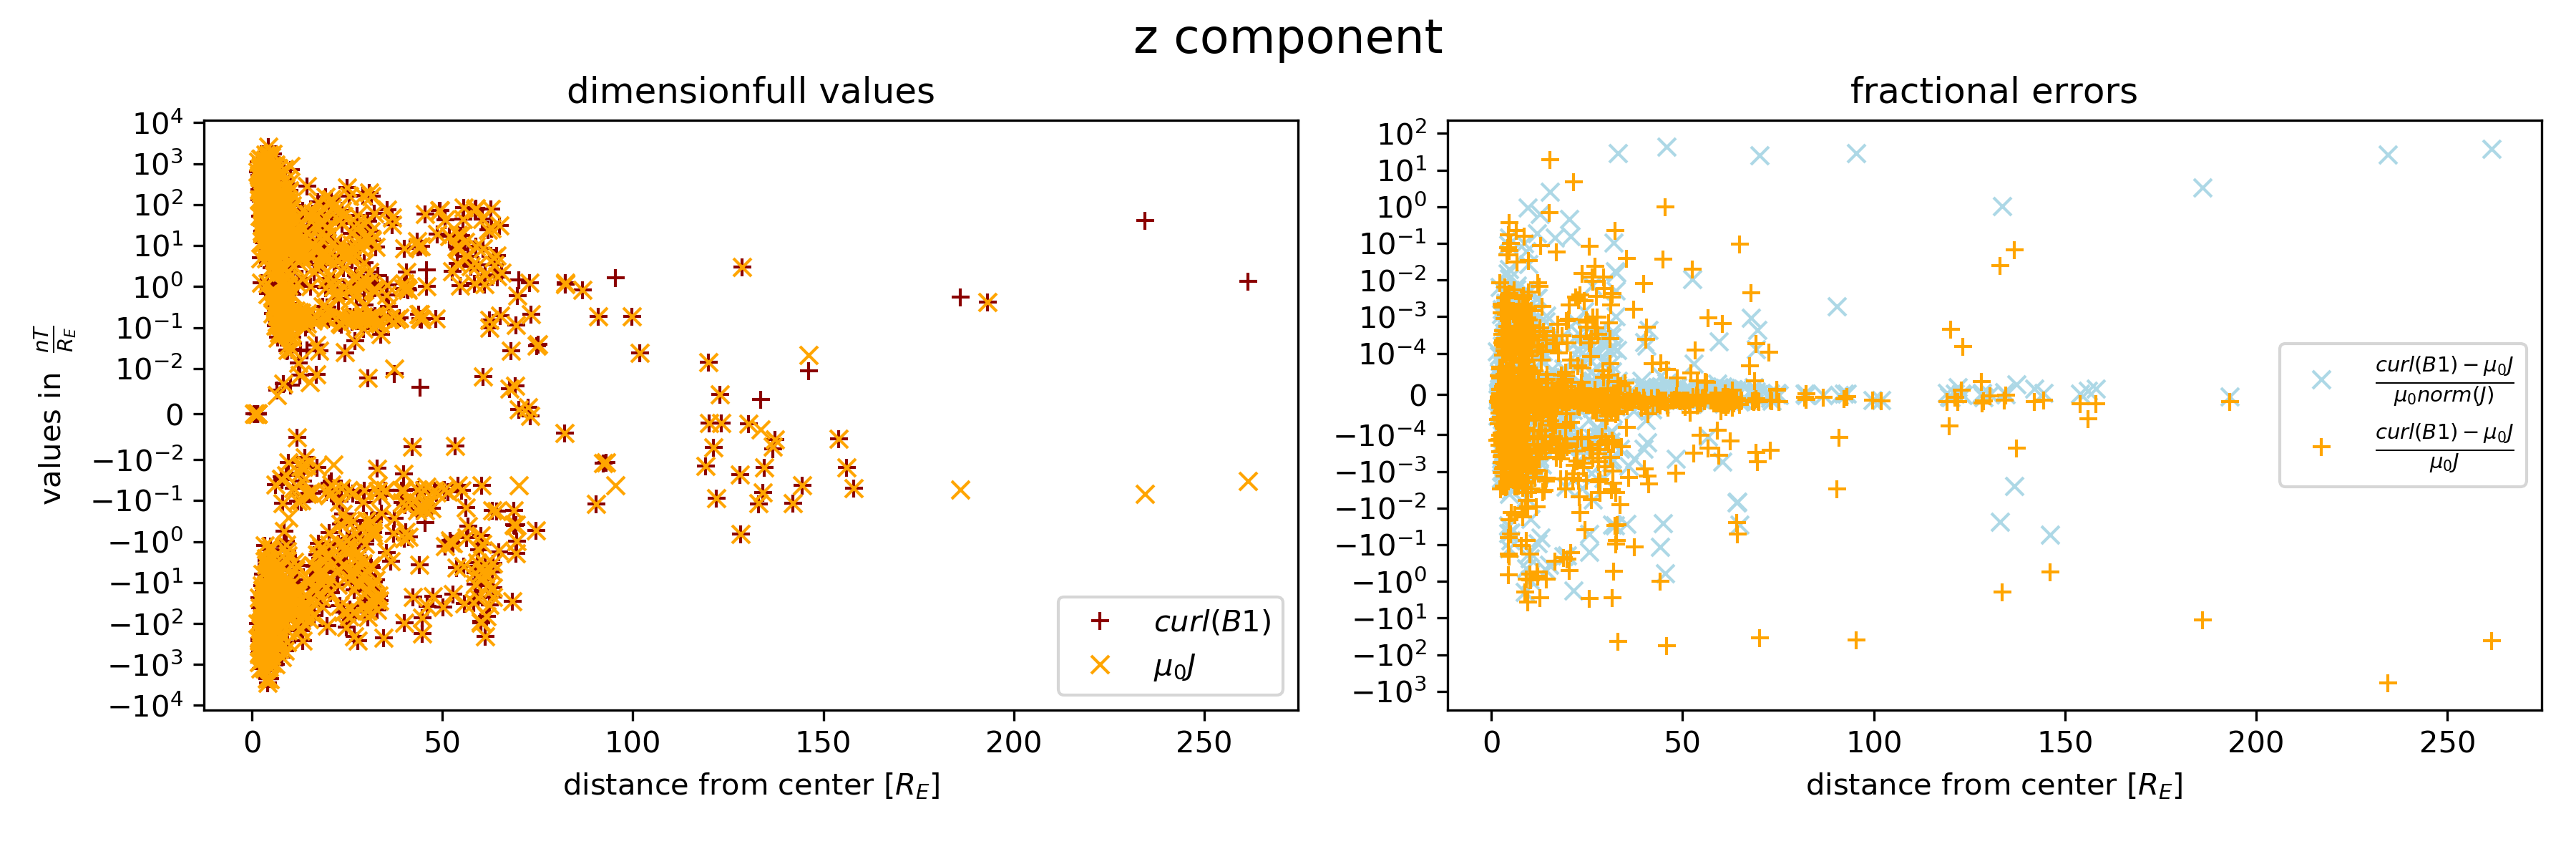 z component
dimensionfull values
values in nT/R_E
10^4
10^3
10^2
10^1
10^0
10^-1
10^-2
0
−10^-2
−10^-1
−10^0
−10^1
−10^2
−10^3
−10^4
0 50 100 150 200 250
distance from center [R_E]
curl(B1)
μ_0J
fractional errors
10^2
10^1
10^0
10^-1
10^-2
10^-3
10^-4
0
−10^-4
−10^-3
−10^-2
−10^-1
−10^0
−10^1
−10^2
−10^3
0 50 100 150 200 250
distance from center [R_E]
curl(B1)−μ_0J
μ_0norm(J)
curl(B1)−μ_0J
μ_0J